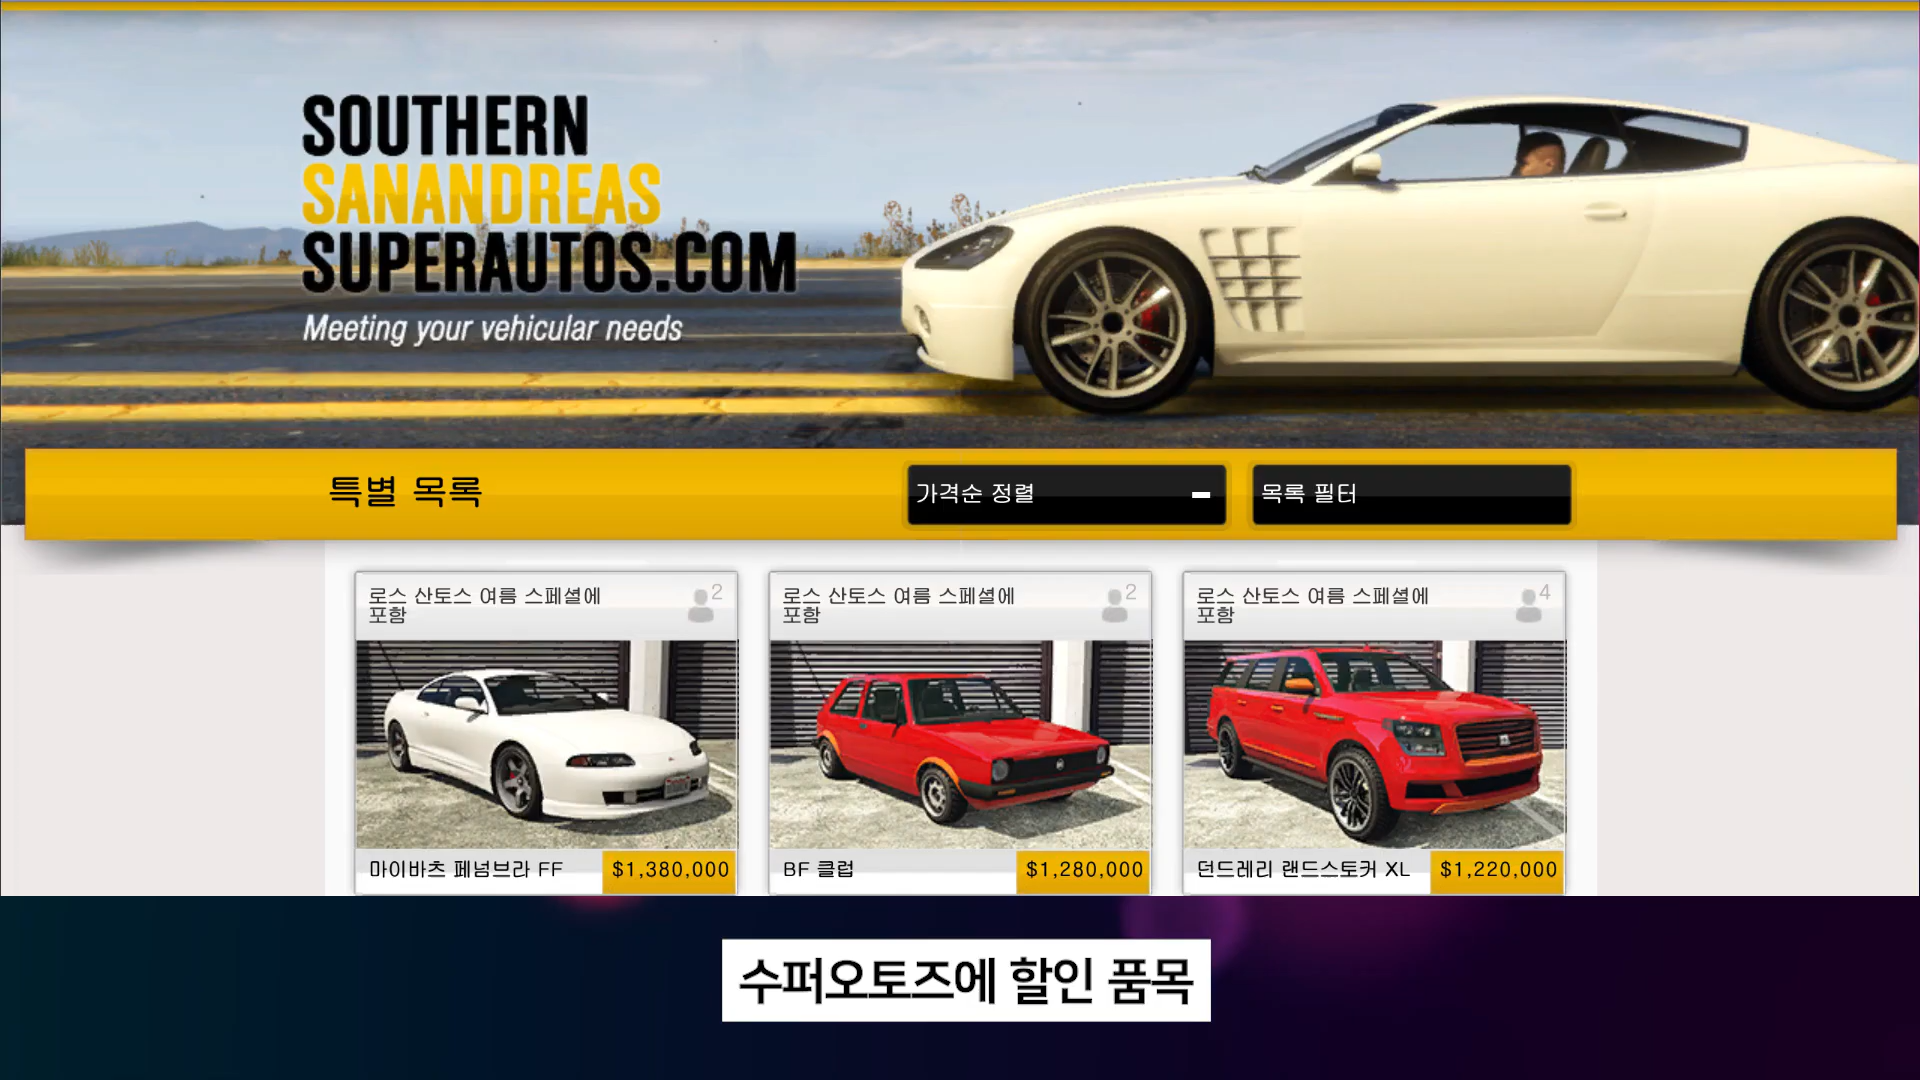 SOUTHERN
SANANDREAS
SUPERAUTOS.COM
Meeting your vehicular needs
특별 목록
가격순 정렬
목록 필터
로스 산토스 여름 스페셜에
포함
2
로스 산토스 여름 스페셜에
포함
2
로스 산토스 여름 스페셜에
포함
4
마이바츠 페넘브라 FF
$1,380,000
BF 클럽
$1,280,000
던드레리 랜드스토커 XL
$1,220,000
수퍼오토즈에 할인 품목